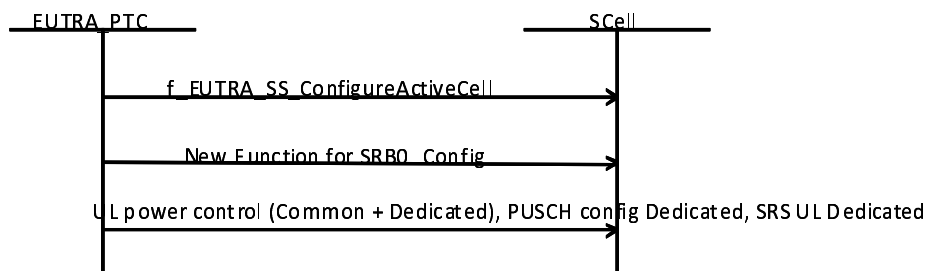 EUTRA_PTC
SCell
f_EUTRA_SS_ConfigureActiveCell
New Function for SRB0_Config
UL power control (Common + Dedicated), PUSCH config Dedicated, SRS UL Dedicated